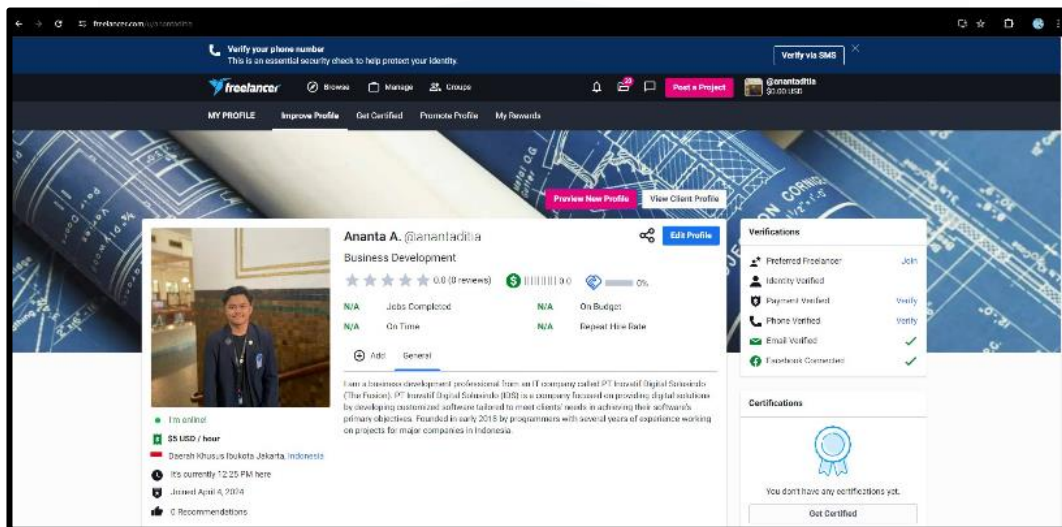 freelancer.com/u/anantaditia
Verify your phone number
This is an essential security check to help protect your identity.
Verify via SMS
freelancer
Browse
Manage
Groups
Post a Project
@anantaditia
$0.00 USD
MY PROFILE
Improve Profile
Get Certified
Promote Profile
My Rewards
CORNICE
Preview New Profile
View Client Profile
Ananta A. @anantaditia
Edit Profile
Business Development
0.0 (0 reviews)
0.0
0%
N/A Jobs Completed
N/A On Budget
N/A On Time
N/A Repeat Hire Rate
Add
General
I am a business development professional from an IT company called PT Inovatif Digital Solusindo
(The Fusion). PT Inovatif Digital Solusindo (IDS) is a company focused on providing digital solutions
by developing customized software tailored to meet clients' needs in achieving their software's
primary objectives. Founded in early 2018 by programmers with several years of experience working
on projects for major companies in Indonesia.
I'm online!
$5 USD / hour
Daerah Khusus Ibukota Jakarta, Indonesia
It's currently 12:25 PM here
Joined April 4, 2024
0 Recommendations
Verifications
Preferred Freelancer Join
Identity Verified
Payment Verified Verify
Phone Verified Verify
Email Verified
Facebook Connected
Certifications
You don't have any certifications yet.
Get Certified